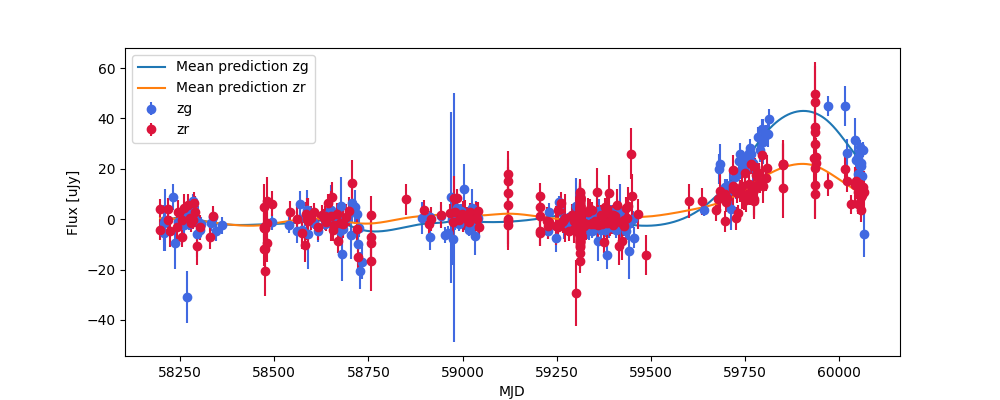 Mean prediction zg
Mean prediction zr
zg
zr
60
40
20
0
−20
−40
Flux [uJy]
58250
58500
58750
59000
59250
59500
59750
60000
MJD